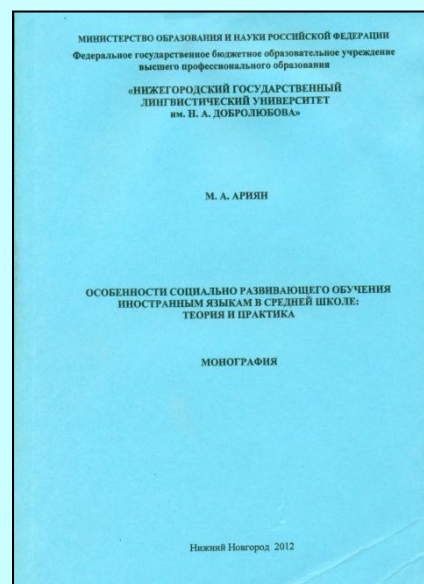 МИНИСТЕРСТВО ОБРАЗОВАНИЯ И НАУКИ РОССИЙСКОЙ ФЕДЕРАЦИИ
Федеральное государственное бюджетное образовательное учреждение
высшего профессионального образования
«НИЖЕГОРОДСКИЙ ГОСУДАРСТВЕННЫЙ
ЛИНГВИСТИЧЕСКИЙ УНИВЕРСИТЕТ
им. Н. А. ДОБРОЛЮБОВА»
М. А. АРИЯН
ОСОБЕННОСТИ СОЦИАЛЬНО РАЗВИВАЮЩЕГО ОБУЧЕНИЯ
ИНОСТРАННЫМ ЯЗЫКАМ В СРЕДНЕЙ ШКОЛЕ:
ТЕОРИЯ И ПРАКТИКА
МОНОГРАФИЯ
Нижний Новгород 2012